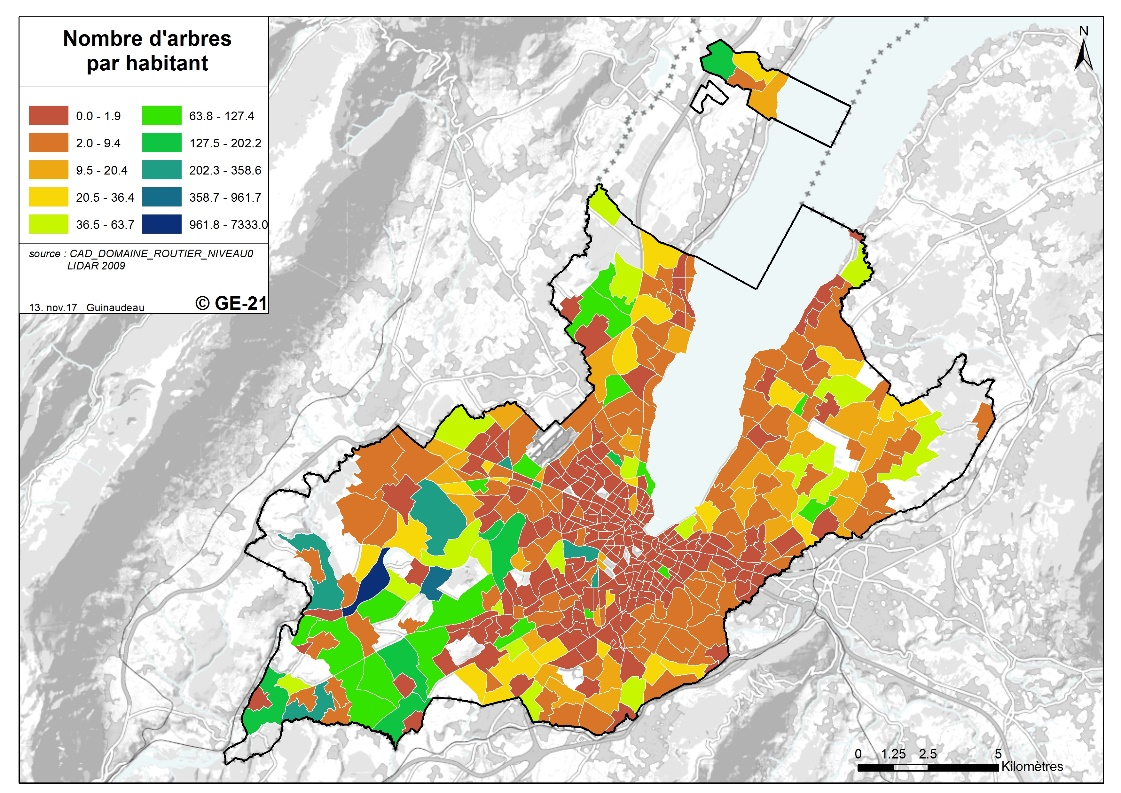 Nombre d'arbres
par habitant
0.0 - 1.9
2.0 - 9.4
9.5 - 20.4
20.5 - 36.4
36.5 - 63.7
63.8 - 127.4
127.5 - 202.2
202.3 - 358.6
358.7 - 961.7
961.8 - 7333.0
source : CAD_DOMAINE_ROUTIER_NIVEAU0
LIDAR 2009
13. nov.17 Guinaudeau © GE-21
N
0 1.25 2.5 5
Kilomètres